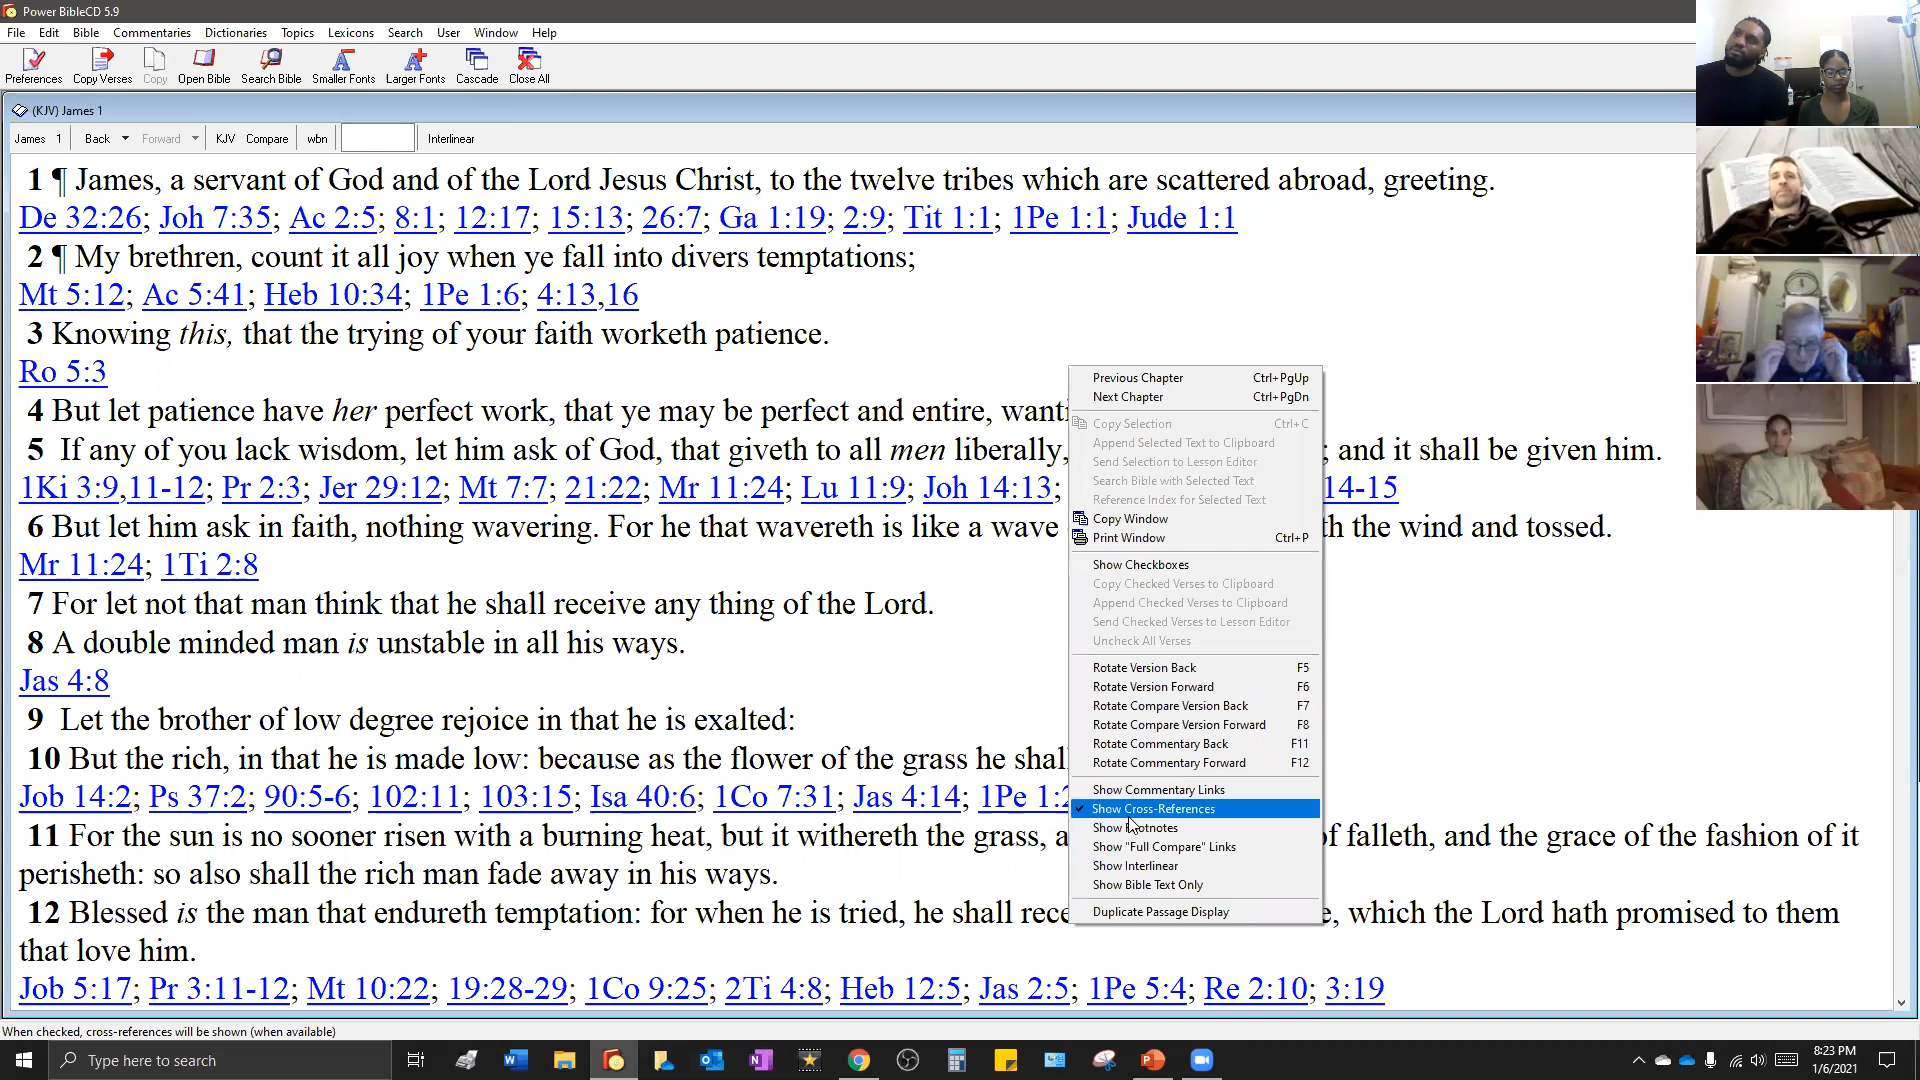 Power BibleCD 5.9
File Edit Bible Commentaries Dictionaries Topics Lexicons Search User Window Help
Preferences Copy Verses Copy Open Bible Search Bible Smaller Fonts Larger Fonts Cascade Close All
(KJV) James 1
James 1 Back Forward KJV Compare wbn Interlinear
1 ¶ James, a servant of God and of the Lord Jesus Christ, to the twelve tribes which are scattered abroad, greeting.
De 32:26; Joh 7:35; Ac 2:5; 8:1; 12:17; 15:13; 26:7; Ga 1:19; 2:9; Tit 1:1; 1Pe 1:1; Jude 1:1
2 ¶ My brethren, count it all joy when ye fall into divers temptations;
Mt 5:12; Ac 5:41; Heb 10:34; 1Pe 1:6; 4:13,16
3 Knowing this, that the trying of your faith worketh patience.
Ro 5:3
4 But let patience have her perfect work, that ye may be perfect and entire, wanti
5 If any of you lack wisdom, let him ask of God, that giveth to all men liberally, ; and it shall be given him.
1Ki 3:9,11-12; Pr 2:3; Jer 29:12; Mt 7:7; 21:22; Mr 11:24; Lu 11:9; Joh 14:13; 14-15
6 But let him ask in faith, nothing wavering. For he that wavereth is like a wave th the wind and tossed.
Mr 11:24; 1Ti 2:8
7 For let not that man think that he shall receive any thing of the Lord.
8 A double minded man is unstable in all his ways.
Jas 4:8
9 Let the brother of low degree rejoice in that he is exalted:
10 But the rich, in that he is made low: because as the flower of the grass he shal
Job 14:2; Ps 37:2; 90:5-6; 102:11; 103:15; Isa 40:6; 1Co 7:31; Jas 4:14; 1Pe 1:2
11 For the sun is no sooner risen with a burning heat, but it withereth the grass, a of falleth, and the grace of the fashion of it
perisheth: so also shall the rich man fade away in his ways.
12 Blessed is the man that endureth temptation: for when he is tried, he shall rece e, which the Lord hath promised to them
that love him.
Job 5:17; Pr 3:11-12; Mt 10:22; 19:28-29; 1Co 9:25; 2Ti 4:8; Heb 12:5; Jas 2:5; 1Pe 5:4; Re 2:10; 3:19
Previous Chapter Ctrl+PgUp
Next Chapter Ctrl+PgDn
Copy Selection Ctrl+C
Append Selected Text to Clipboard
Send Selection to Lesson Editor
Search Bible with Selected Text
Reference Index for Selected Text
Copy Window
Print Window Ctrl+P
Show Checkboxes
Copy Checked Verses to Clipboard
Append Checked Verses to Clipboard
Send Checked Verses to Lesson Editor
Uncheck All Verses
Rotate Version Back F5
Rotate Version Forward F6
Rotate Compare Version Back F7
Rotate Compare Version Forward F8
Rotate Commentary Back F11
Rotate Commentary Forward F12
Show Commentary Links
Show Cross-References
Show Footnotes
Show "Full Compare" Links
Show Interlinear
Show Bible Text Only
Duplicate Passage Display
When checked, cross-references will be shown (when available)
Type here to search
8:23 PM
1/6/2021